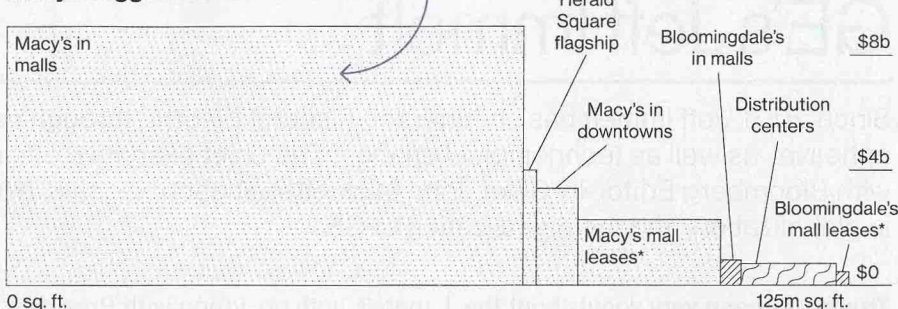 Herald
Square
flagship
Macy's in
malls
Bloomingdale's
in malls
$8b
Macy's in
downtowns
Distribution
centers
$4b
Macy's mall
leases*
Bloomingdale's
mall leases*
$0
0 sq. ft.
125m sq. ft.